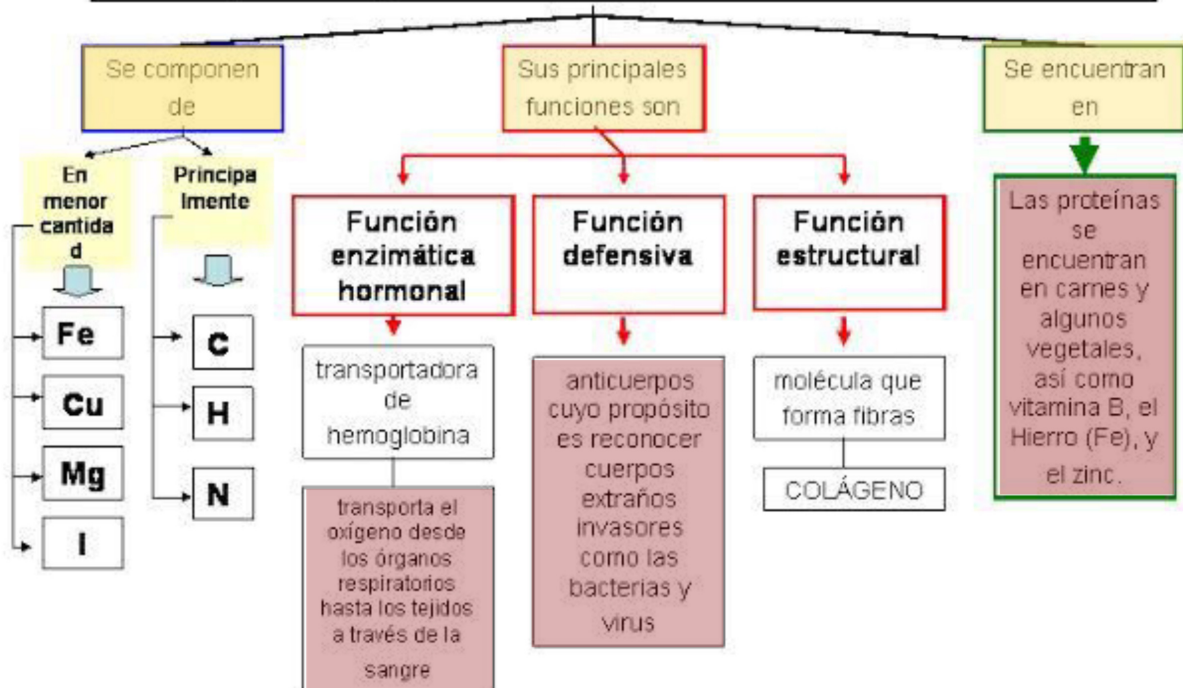 Se componen
de
Sus principales
funciones son
Se encuentran
en
En
menor
cantida
d
Principa
lmente
Fe
Cu
Mg
I
C
H
N
Función
enzimática
hormonal
transportadora
de
hemoglobina
transporta el
oxígeno desde
los órganos
respiratorios
hasta los tejidos
a través de la
sangre
Función
defensiva
anticuerpos
cuyo propósito
es reconocer
cuerpos
extraños
invasores
como las
bacterias y
virus
Función
estructural
molécula que
forma fibras
COLÁGENO
Las proteínas
se
encuentran
en carnes y
algunos
vegetales,
así como
vitamina B, el
Hierro (Fe), y
el zinc.